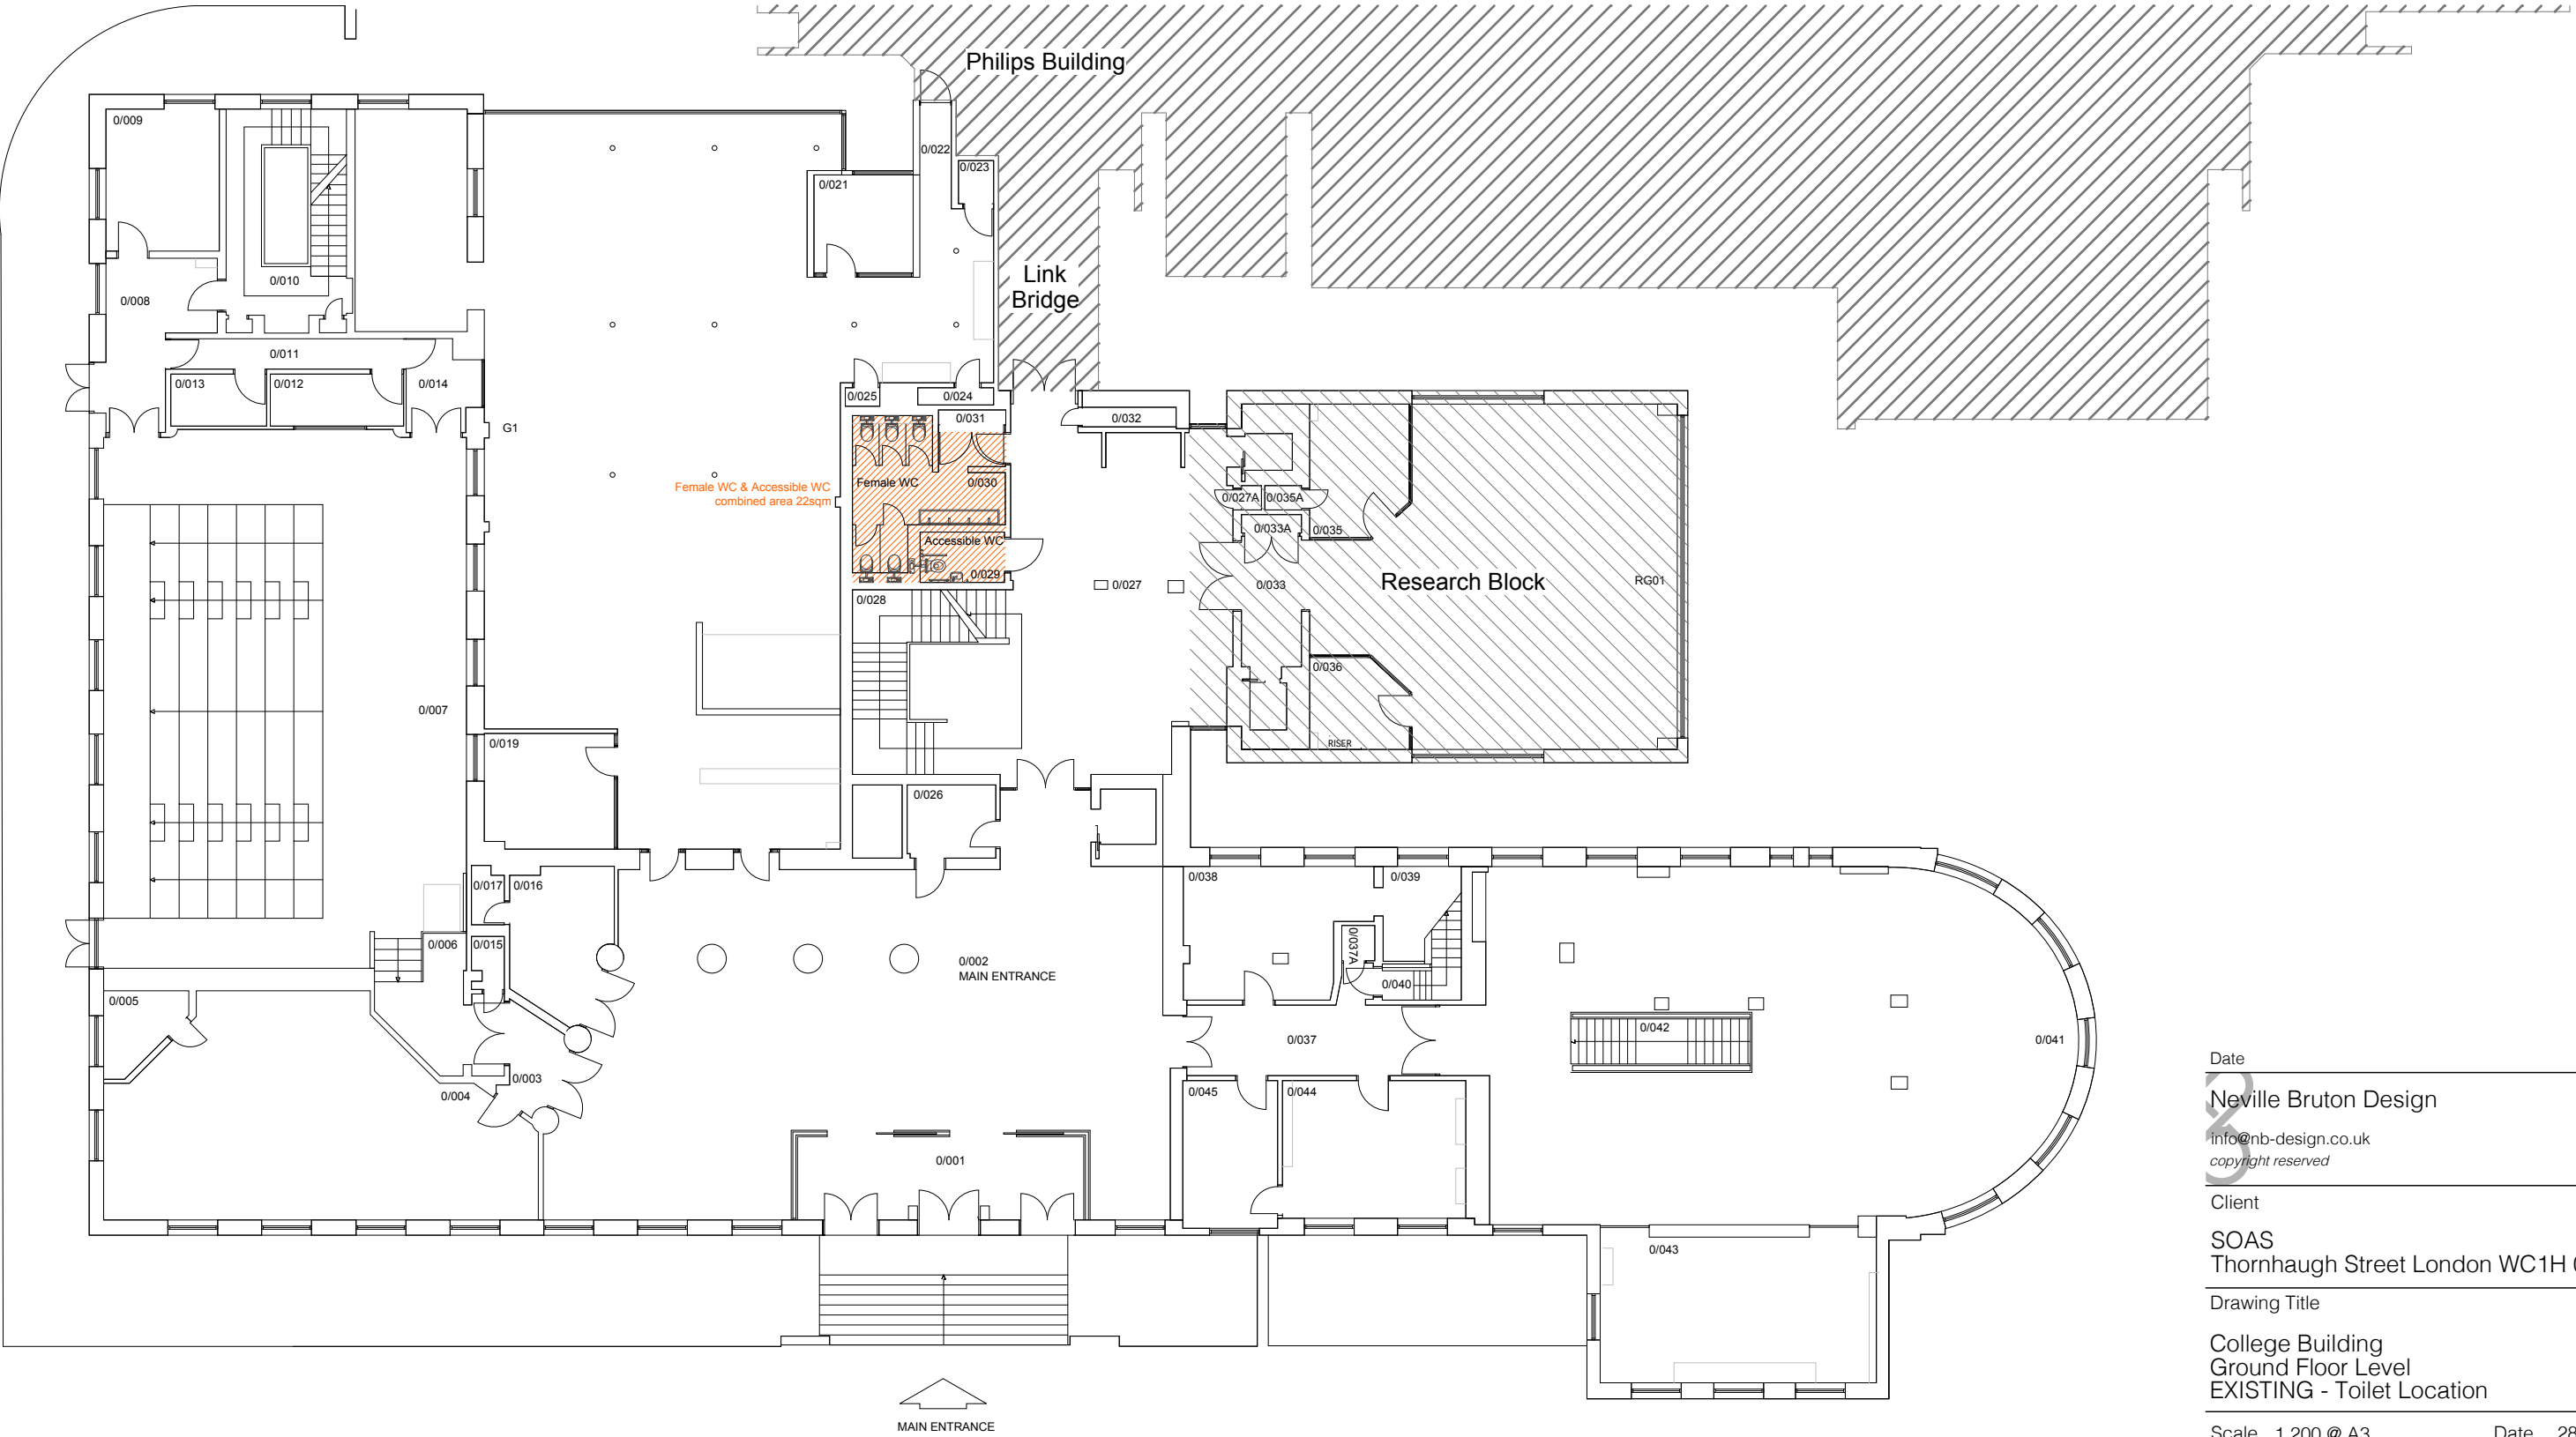 Philips Building
0/009
0/022
0/023
0/021
Link
Bridge
0/010
0/008
0/011
0/013
0/012
0/014
0/025
0/024
0/031
0/032
G1
Female WC & Accessible WC
combined area 22sqm
Female WC
0/030
0/027A
0/035A
0/033A
0/035
Accessible WC
0/029
0/027
0/033
Research Block
RG01
0/028
0/036
0/007
0/019
RISER
0/026
0/017
0/016
0/038
0/039
0/006
0/015
0/037A
0/002
MAIN ENTRANCE
0/040
0/005
0/042
0/037
0/041
0/003
0/004
0/045
0/044
0/001
0/043
MAIN ENTRANCE
Date
Neville Bruton Design
info@nb-design.co.uk
copyright reserved
Client
SOAS
Thornhaugh Street London WC1H
Drawing Title
College Building
Ground Floor Level
EXISTING - Toilet Location
Scale 1.200 @ A3 Date 28